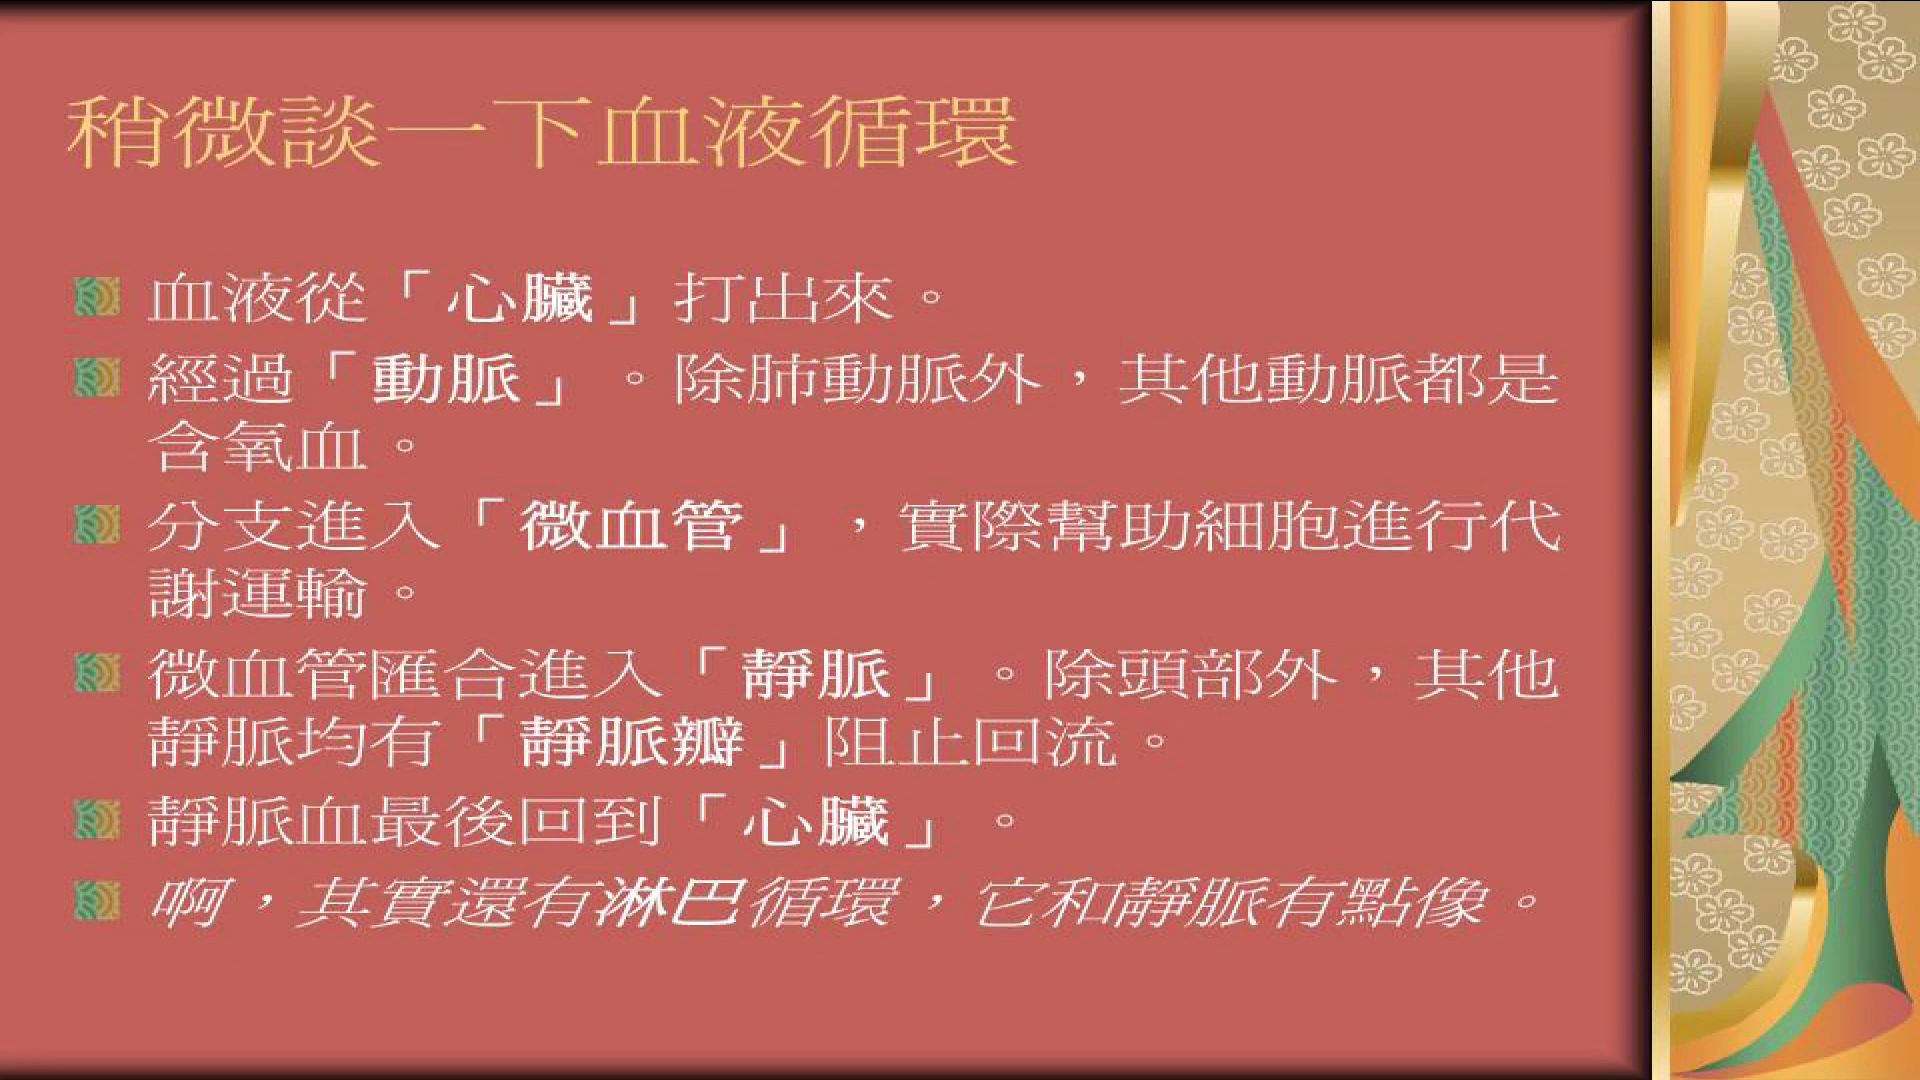 稍微談一下血液循環
血液從「心臟」打出來。
經過「動脈」。除肺動脈外，其他動脈都是
含氧血。
分支進入「微血管」，實際幫助細胞進行代
謝運輸。
微血管匯合進入「靜脈」。除頭部外，其他
靜脈均有「靜脈瓣」阻止回流。
靜脈血最後回到「心臟」。
啊，其實還有淋巴循環，它和靜脈有點像。